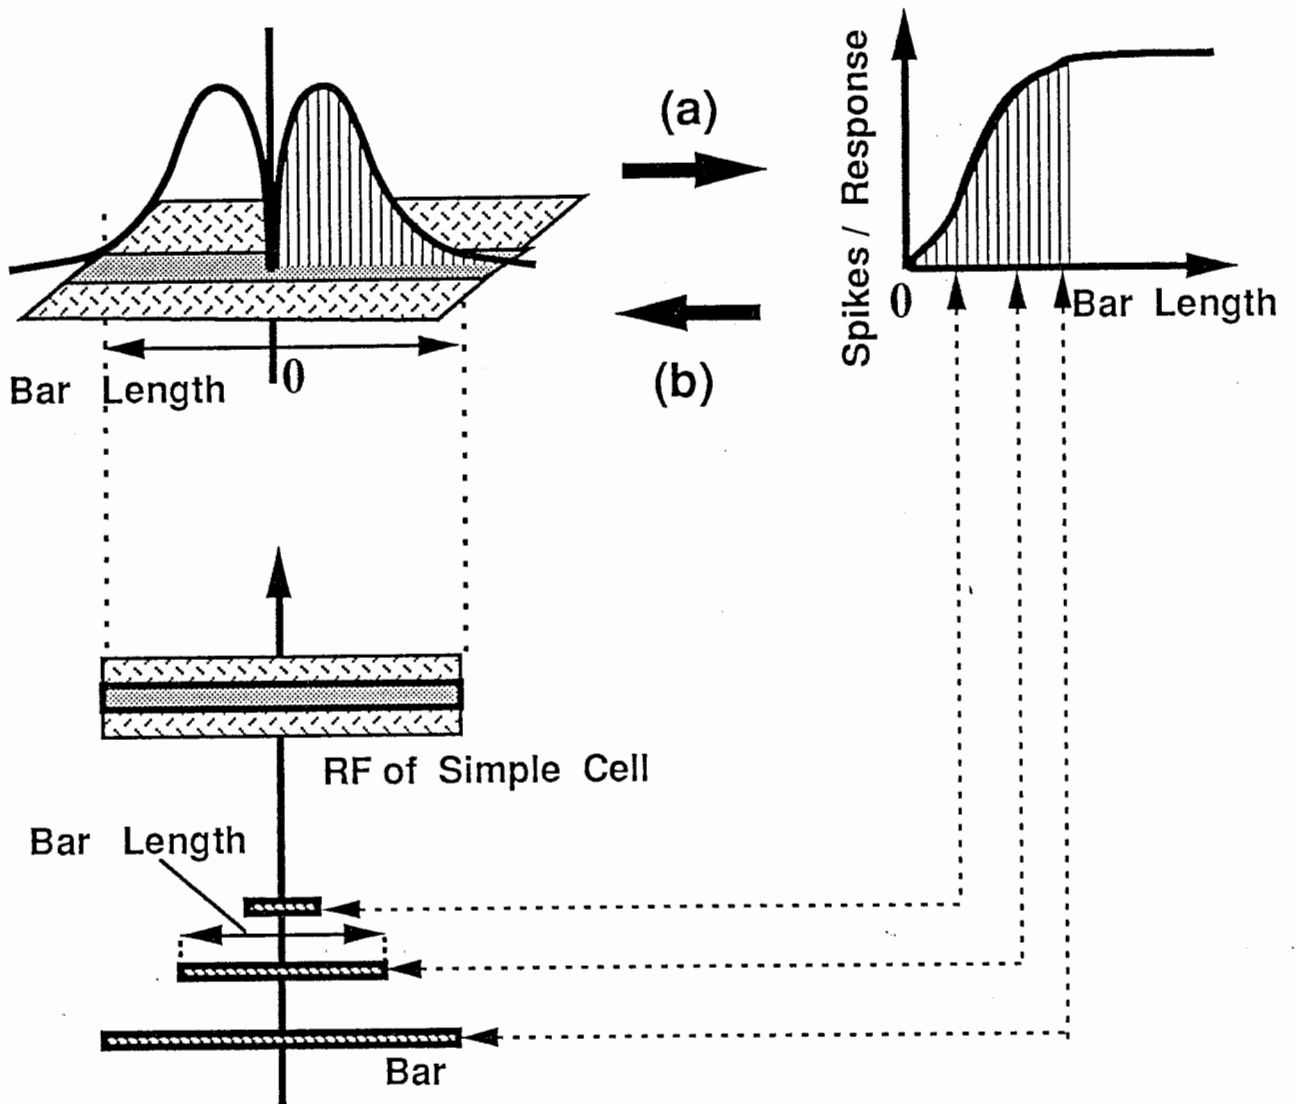 (a)
Spikes / Response
0
Bar Length
(b)
0
Bar Length
RF of Simple Cell
Bar Length
Bar